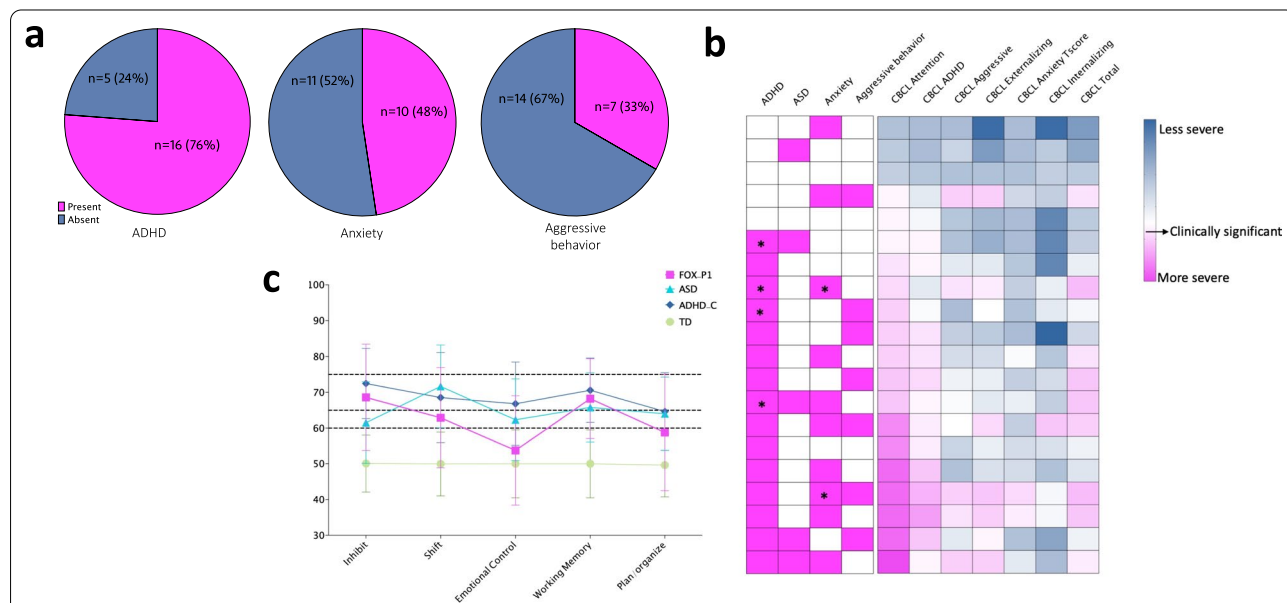 a
n=5 (24%)
n=16 (76%)
n=11 (52%)
n=10 (48%)
n=14 (67%)
n=7 (33%)
Present
Absent
ADHD
Anxiety
Aggressive
behavior
b
ADHD
ASD
Anxiety
Aggressive behavior
CBCL Attention
CBCL ADHD
CBCL Aggressive
CBCL Externalizing
CBCL Anxiety Tscore
CBCL Internalizing
CBCL Total
*
* *
*
*
*
Less severe
Clinically significant
More severe
c
FOX-P1
ASD
ADHD-C
TD
100
90
80
70
60
50
40
30
Inhibit
Shift
Emotional Control
Working Memory
Plan/organize